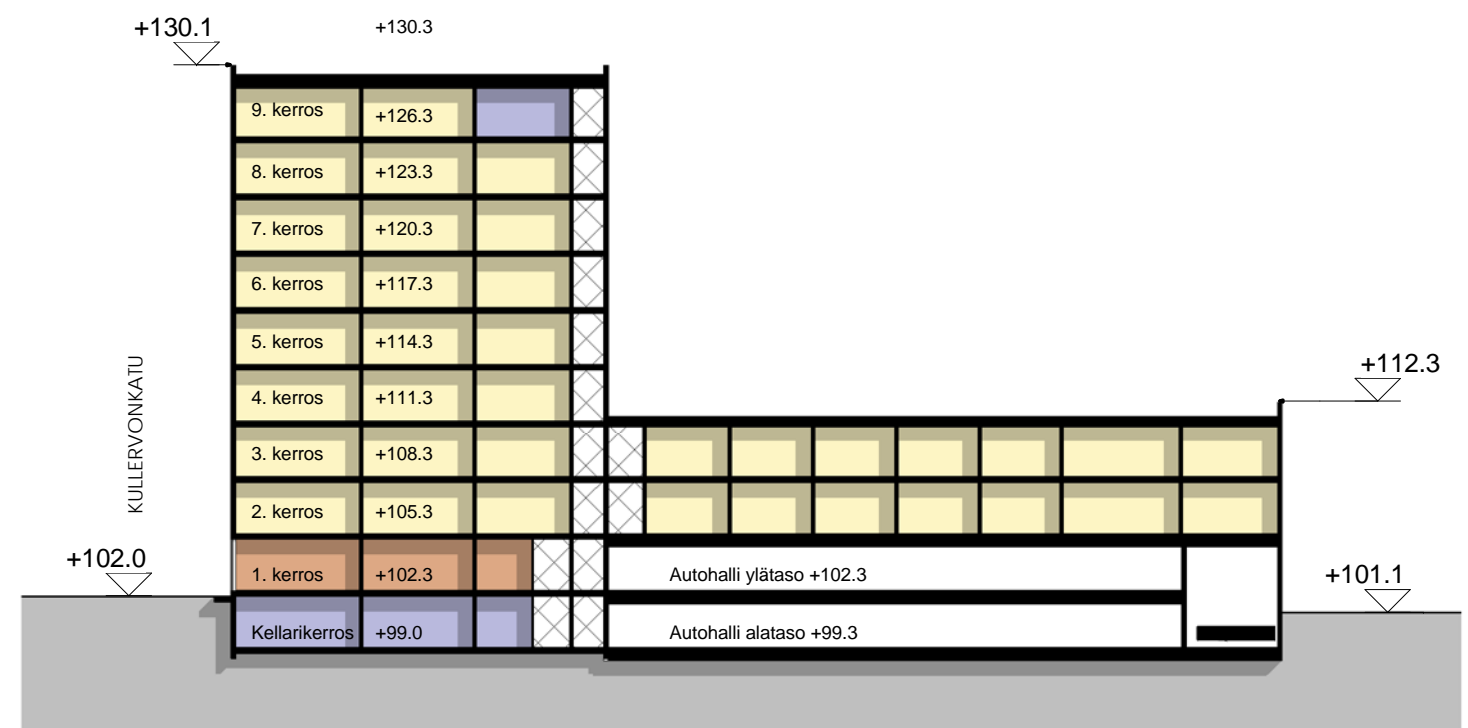 +130.1
+130.3
9. kerros +126.3
8. kerros +123.3
7. kerros +120.3
6. kerros +117.3
5. kerros +114.3
+112.3
4. kerros +111.3
KULLERVONKATU
3. kerros +108.3
2. kerros +105.3
+102.0
1. kerros +102.3 Autohalli ylätaso +102.3
+101.1
Kellarikerros +99.0 Autohalli alataso +99.3